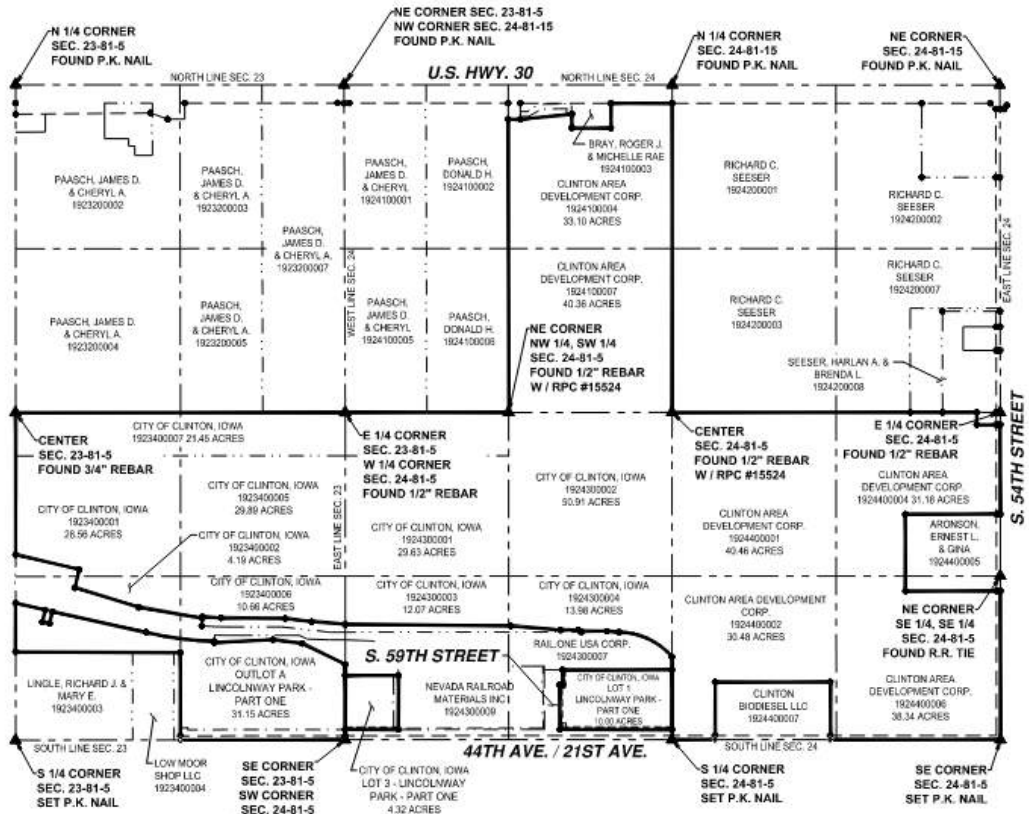 N 1/4 CORNER
SEC. 23-81-5
FOUND P.K. NAIL
NE CORNER SEC. 23-81-5
NW CORNER SEC. 24-81-15
FOUND P.K. NAIL
N 1/4 CORNER
SEC. 24-81-15
FOUND P.K. NAIL
NE CORNER
SEC. 24-81-15
FOUND P.K. NAIL
NORTH LINE SEC. 23
U.S. HWY. 30
NORTH LINE SEC. 24
PAASCH, JAMES D.
& CHERYL A.
1923200002
PAASCH,
JAMES D.
& CHERYL A.
1923200003
PAASCH,
JAMES D.
& CHERYL A.
1923200007
PAASCH,
JAMES D.
& CHERYL
1924100001
PAASCH,
DONALD H.
1924100002
BRAY, ROGER J.
& MICHELLE RAE
1924100003
CLINTON AREA
DEVELOPMENT CORP.
1924100004
33.10 ACRES
RICHARD C.
SEESER
1924200001
RICHARD C.
SEESER
1924200002
EAST LINE SEC. 24
WEST LINE SEC. 24
PAASCH, JAMES D.
& CHERYL A.
1923200004
PAASCH,
JAMES D.
& CHERYL A.
1923200005
PAASCH,
JAMES D.
& CHERYL
1924100005
PAASCH,
DONALD H.
1924100006
CLINTON AREA
DEVELOPMENT CORP.
1924100007
40.36 ACRES
RICHARD C.
SEESER
1924200003
RICHARD C.
SEESER
1924200007
NE CORNER
NW 1/4, SW 1/4
SEC. 24-81-5
FOUND 1/2" REBAR
W / RPC #15524
SEESER, HARLAN A. &
BRENDA L.
1924200008
S. 54TH STREET
CENTER
SEC. 23-81-5
FOUND 3/4" REBAR
CITY OF CLINTON, IOWA
1923400007 21.45 ACRES
E 1/4 CORNER
SEC. 23-81-5
W 1/4 CORNER
SEC. 24-81-5
FOUND 1/2" REBAR
CENTER
SEC. 24-81-5
FOUND 1/2" REBAR
W / RPC #15524
E 1/4 CORNER
SEC. 24-81-5
FOUND 1/2" REBAR
CLINTON AREA
DEVELOPMENT CORP.
1924400004 31.16 ACRES
CITY OF CLINTON, IOWA
1923400001
26.56 ACRES
CITY OF CLINTON, IOWA
1923400005
29.89 ACRES
CITY OF CLINTON, IOWA
1923400002
4.19 ACRES
EAST LINE SEC. 23
CITY OF CLINTON, IOWA
1924300001
29.63 ACRES
CITY OF CLINTON, IOWA
1924300002
50.91 ACRES
CLINTON AREA
DEVELOPMENT CORP.
1924400001
40.46 ACRES
ARONSON,
ERNEST L.
& GINA
1924400005
CITY OF CLINTON, IOWA
1923400006
10.66 ACRES
CITY OF CLINTON, IOWA
1924300003
12.07 ACRES
CITY OF CLINTON, IOWA
1924300004
13.98 ACRES
CLINTON AREA DEVELOPMENT
CORP.
1924400002
30.48 ACRES
NE CORNER
SE 1/4, SE 1/4
SEC. 24-81-5
FOUND R.R. TIE
RAIL.ONE USA CORP.
1924300007
S. 59TH STREET
LINGLE, RICHARD J. &
MARY E.
1923400003
CITY OF CLINTON, IOWA
OUTLOT A
LINCOLNWAY PARK -
PART ONE
31.15 ACRES
NEVADA RAILROAD
MATERIALS INC
1924300009
CITY OF CLINTON, IOWA
LOT 1
LINCOLNWAY PARK -
PART ONE
10.00 ACRES
CLINTON
BIODIESEL LLC
1924400007
CLINTON AREA
DEVELOPMENT CORP.
1924400006
38.34 ACRES
SOUTH LINE SEC. 23
44TH AVE. / 21ST AVE.
SOUTH LINE SEC. 24
S 1/4 CORNER
SEC. 23-81-5
SET P.K. NAIL
LOW MOOR
SHOP LLC
1923400004
SE CORNER
SEC. 23-81-5
SW CORNER
SEC. 24-81-5
CITY OF CLINTON, IOWA
LOT 3 - LINCOLNWAY
PARK - PART ONE
4.32 ACRES
S 1/4 CORNER
SEC. 24-81-5
SET P.K. NAIL
SE CORNER
SEC. 24-81-5
SET P.K. NAIL